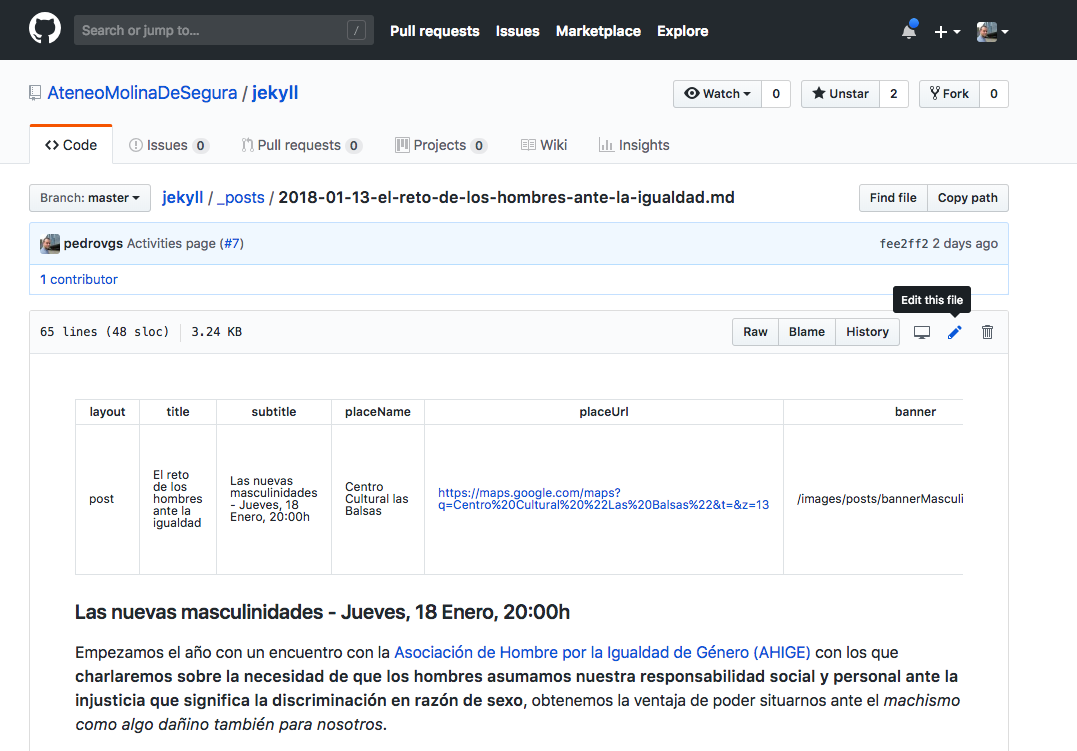 Search or jump to... / Pull requests Issues Marketplace Explore
AteneoMolinaDeSegura / jekyll Watch 0 Unstar 2 Fork 0
Code Issues 0 Pull requests 0 Projects 0 Wiki Insights
Branch: master jekyll / _posts / 2018-01-13-el-reto-de-los-hombres-ante-la-igualdad.md Find file Copy path
pedrovgs Activities page (#7) fee2ff2 2 days ago
1 contributor
Edit this file
65 lines (48 sloc) 3.24 KB Raw Blame History
layout title subtitle placeName placeUrl banner
post
El reto
de los
hombres
ante la
igualdad
Las nuevas
masculinidades
- Jueves, 18
Enero, 20:00h
Centro
Cultural las
Balsas
https://maps.google.com/maps?
q=Centro%20Cultural%20%22Las%20Balsas%22&t=&z=13
/images/posts/bannerMasculi
Las nuevas masculinidades - Jueves, 18 Enero, 20:00h
Empezamos el año con un encuentro con la Asociación de Hombre por la Igualdad de Género (AHIGE) con los que
charlaremos sobre la necesidad de que los hombres asumamos nuestra responsabilidad social y personal ante la
injusticia que significa la discriminación en razón de sexo, obtenemos la ventaja de poder situarnos ante el machismo
como algo dañino también para nosotros.